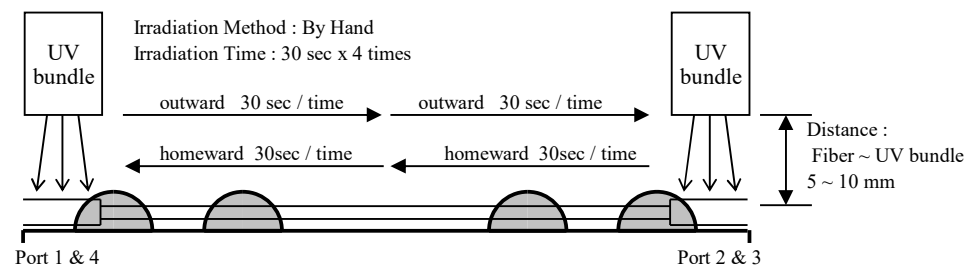 Irradiation Method : By Hand
Irradiation Time : 30 sec x 4 times
UV
bundle
UV
bundle
outward 30 sec / time
outward 30 sec / time
homeward 30sec / time
homeward 30sec / time
Distance :
Fiber ~ UV bundle
5 ~ 10 mm
Port 1 & 4
Port 2 & 3